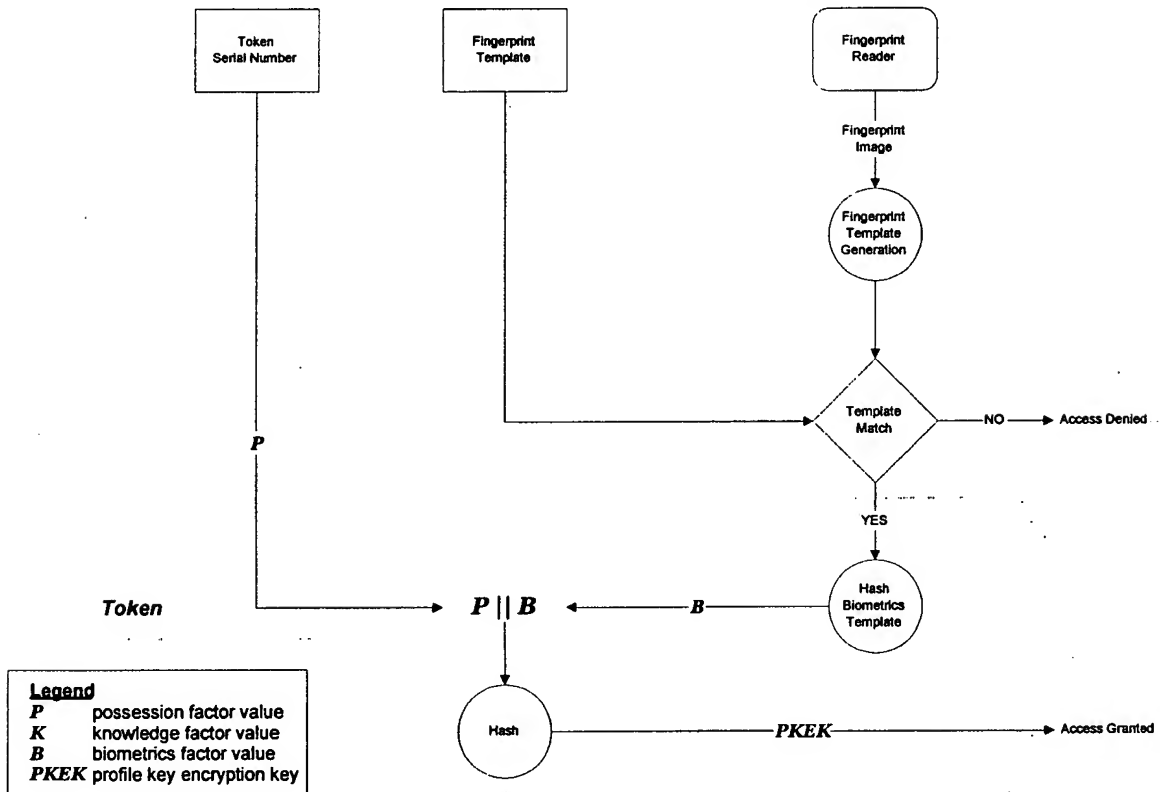 Token
Serial Number
Fingerprint
Template
Fingerprint
Reader
Fingerprint
Image
Fingerprint
Template
Generation
Template
Match
NO
Access Denied
P
YES
Token
P || B
B
Hash
Biometrics
Template
Legend
P possession factor value
K knowledge factor value
B biometrics factor value
PKEK profile key encryption key
Hash
PKEK
Access Granted